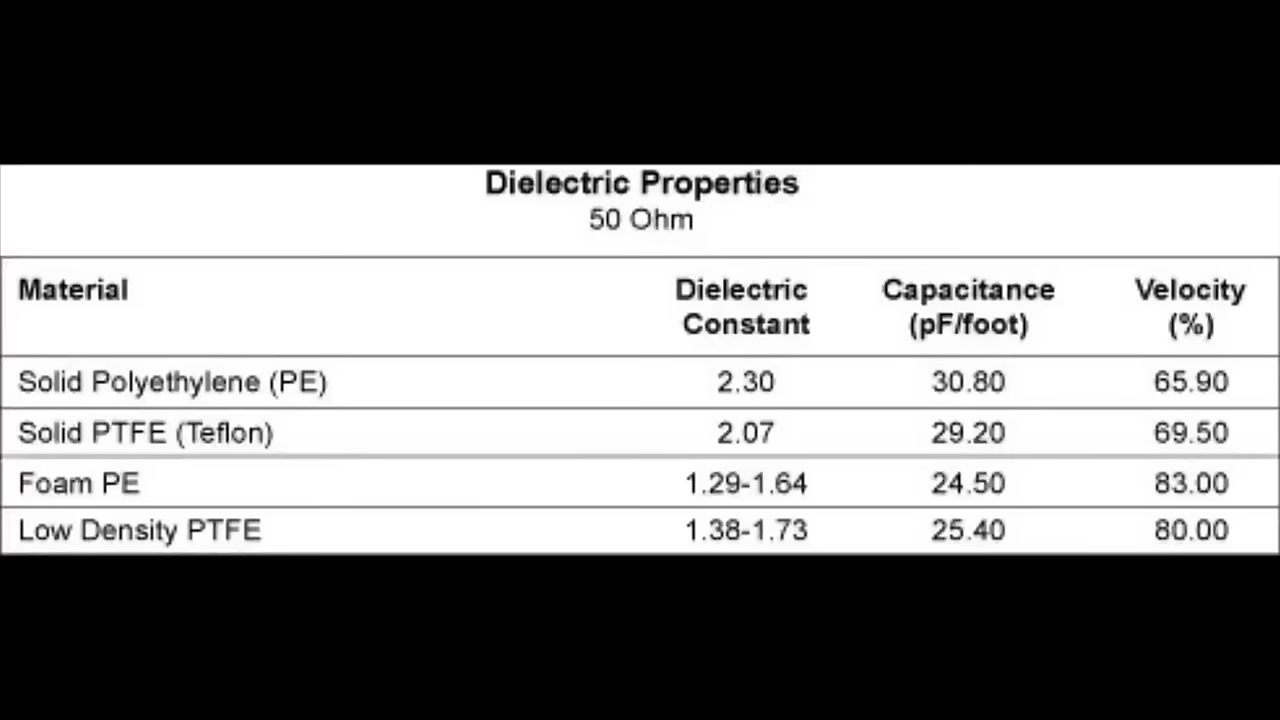 Dielectric Properties
50 Ohm
Material Dielectric Constant Capacitance (pF/foot) Velocity (%)
Solid Polyethylene (PE) 2.30 30.80 65.90
Solid PTFE (Teflon) 2.07 29.20 69.50
Foam PE 1.29-1.64 24.50 83.00
Low Density PTFE 1.38-1.73 25.40 80.00